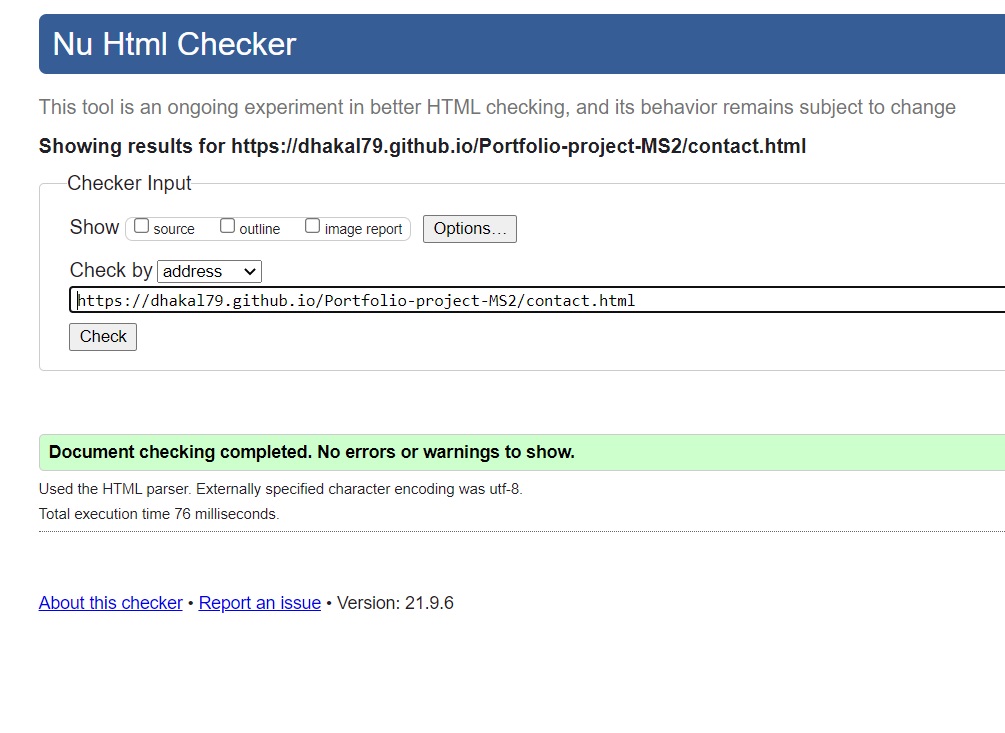 Nu Html Checker
This tool is an ongoing experiment in better HTML checking, and its behavior remains subject to change
Showing results for https://dhakal79.github.io/Portfolio-project-MS2/contact.html
Checker Input
Show source outline image report Options…
Check by address
https://dhakal79.github.io/Portfolio-project-MS2/contact.html
Check
Document checking completed. No errors or warnings to show.
Used the HTML parser. Externally specified character encoding was utf-8.
Total execution time 76 milliseconds.
About this checker • Report an issue • Version: 21.9.6